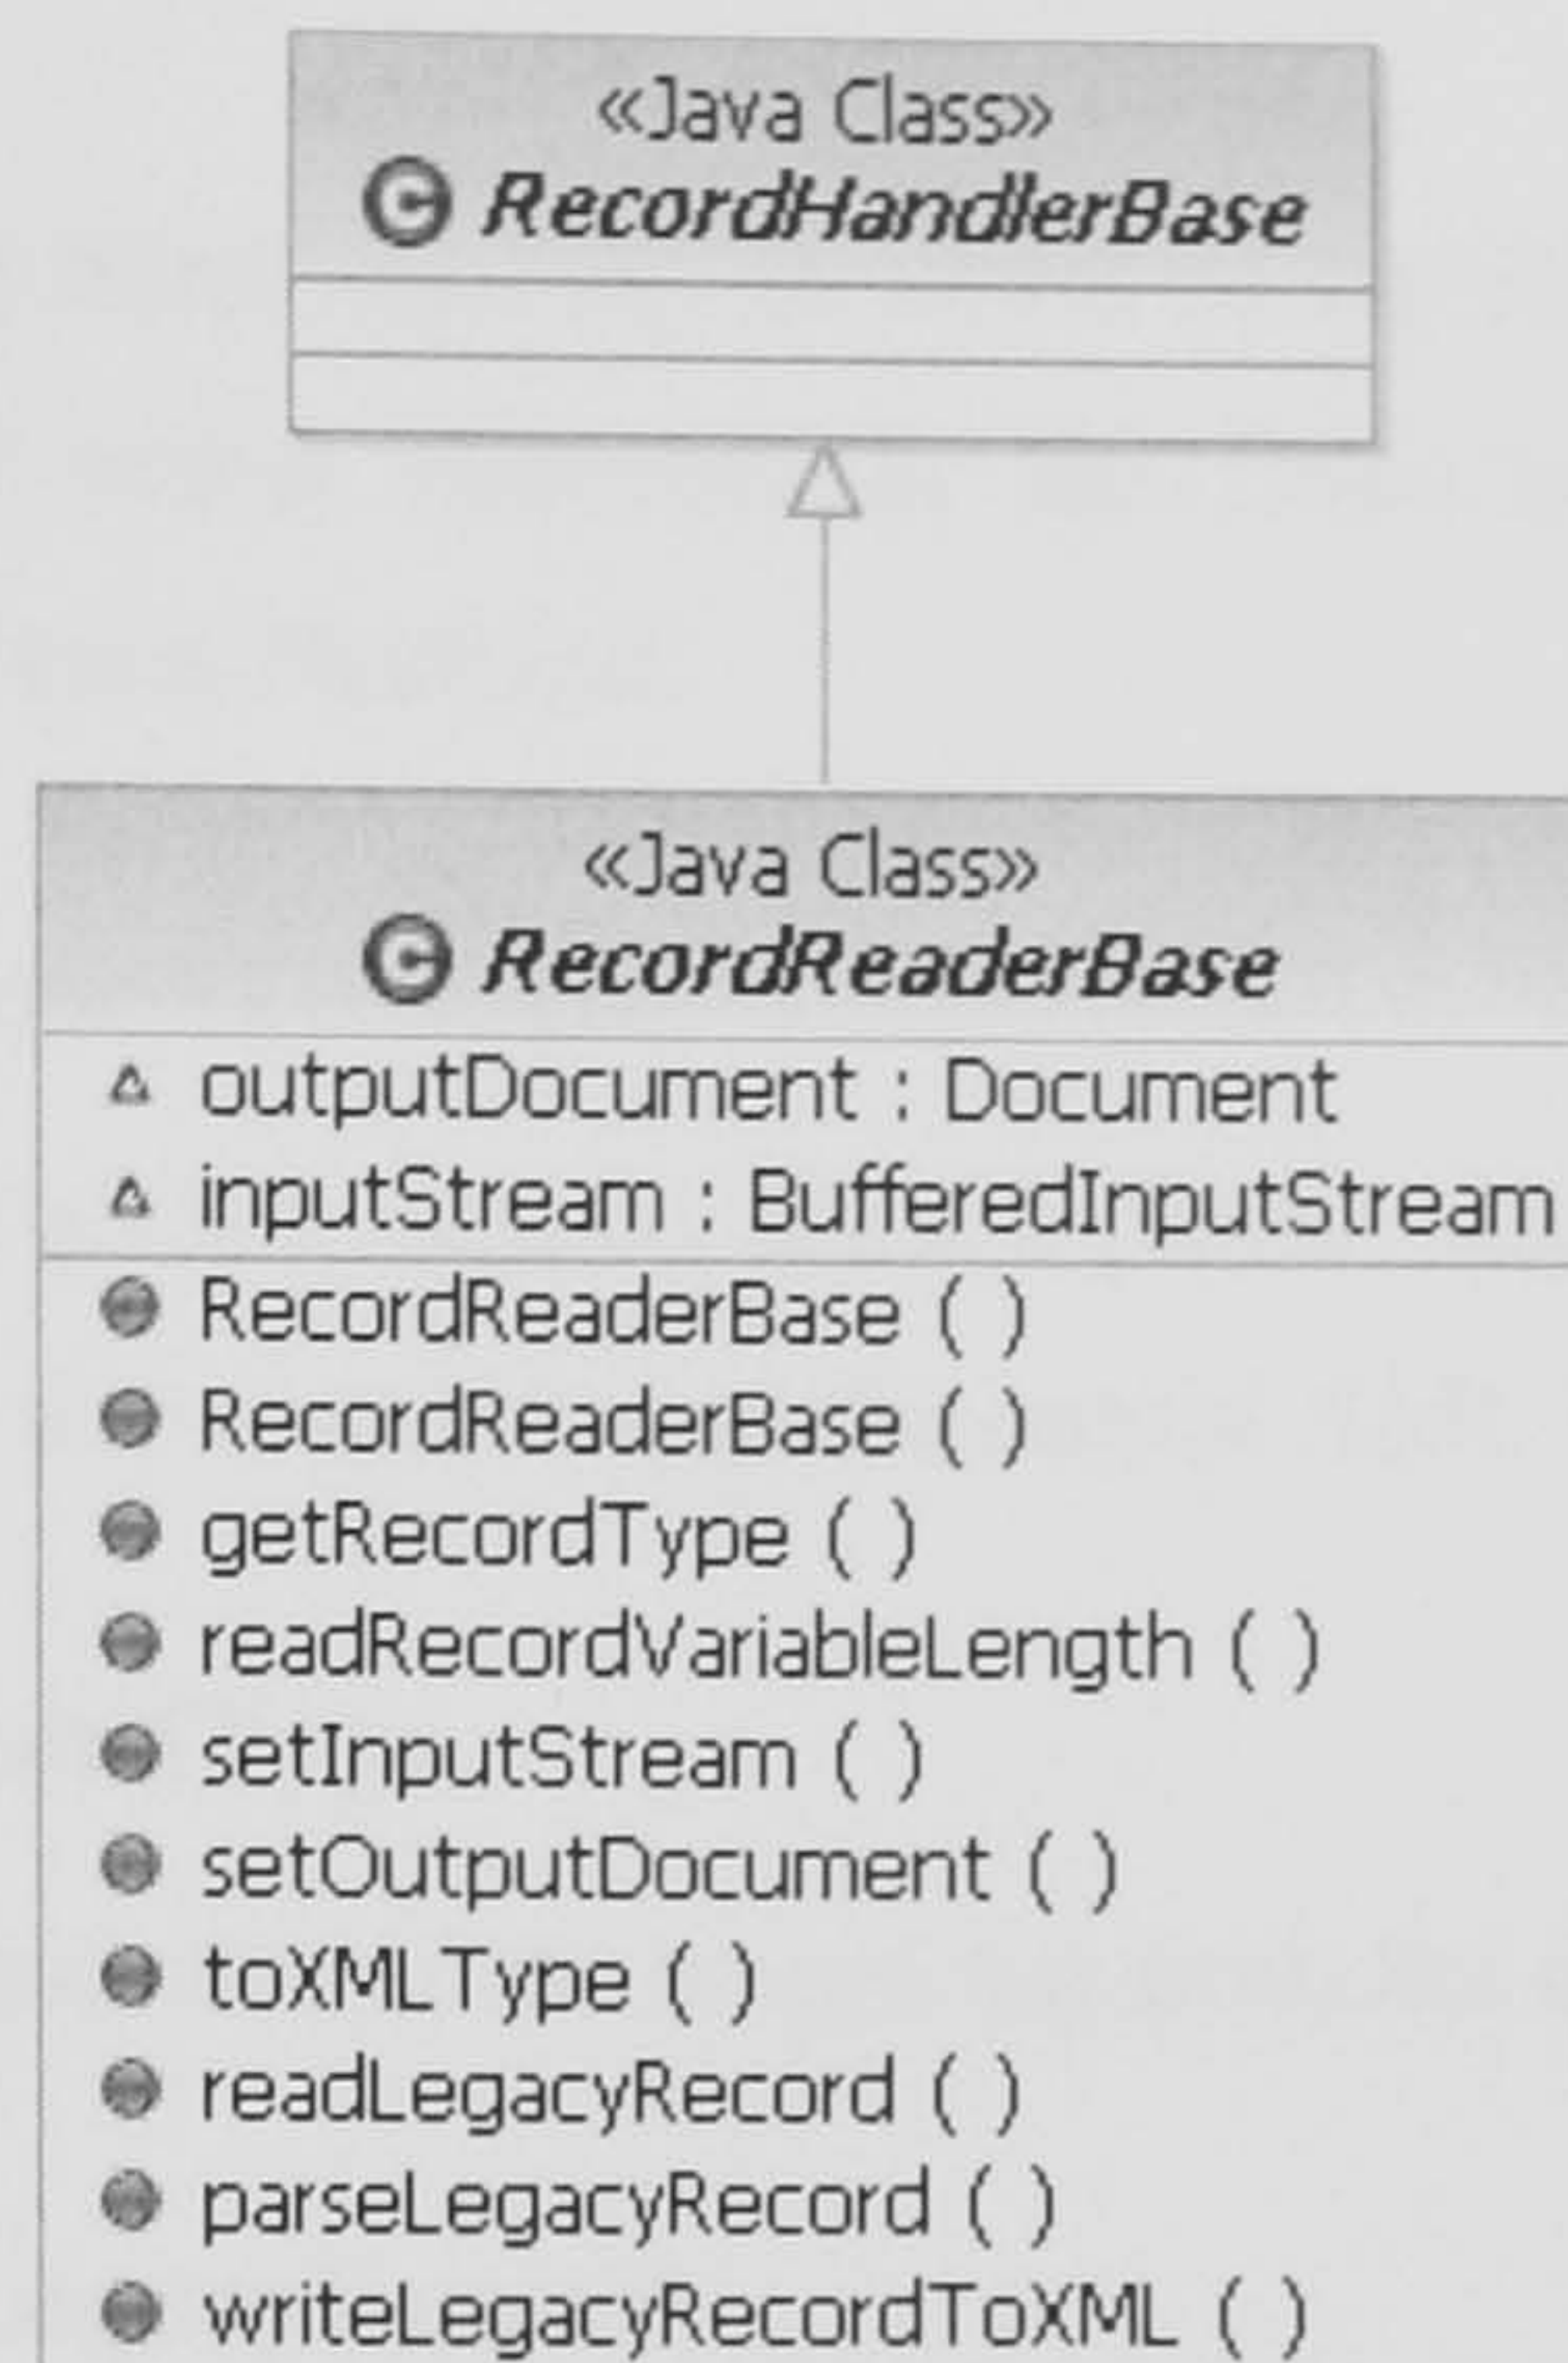 «Java Class»
RecordHandlerBase
«Java Class»
RecordReaderBase
outputDocument : Document
inputStream : BufferedInputStream
RecordReaderBase ( )
RecordReaderBase ( )
getRecordType ( )
readRecordVariableLength ( )
setInputStream ( )
setOutputDocument ( )
toXMLType ( )
readLegacyRecord ( )
parseLegacyRecord ( )
writeLegacyRecordToXML ( )